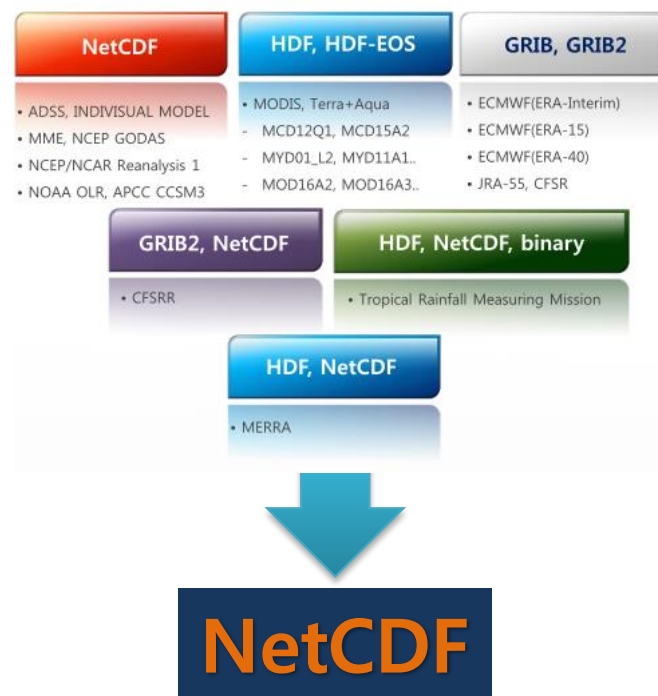 NetCDF
• ADSS, INDIVISUAL MODEL
• MME, NCEP GODAS
• NCEP/NCAR Reanalysis 1
• NOAA OLR, APCC CCSM3
HDF, HDF-EOS
• MODIS, Terra+Aqua
- MCD12Q1, MCD15A2
- MYD01_L2, MYD11A1..
- MOD16A2, MOD16A3..
GRIB, GRIB2
• ECMWF(ERA-Interim)
• ECMWF(ERA-15)
• ECMWF(ERA-40)
• JRA-55, CFSR
GRIB2, NetCDF
• CFSRR
HDF, NetCDF, binary
• Tropical Rainfall Measuring Mission
HDF, NetCDF
• MERRA
NetCDF